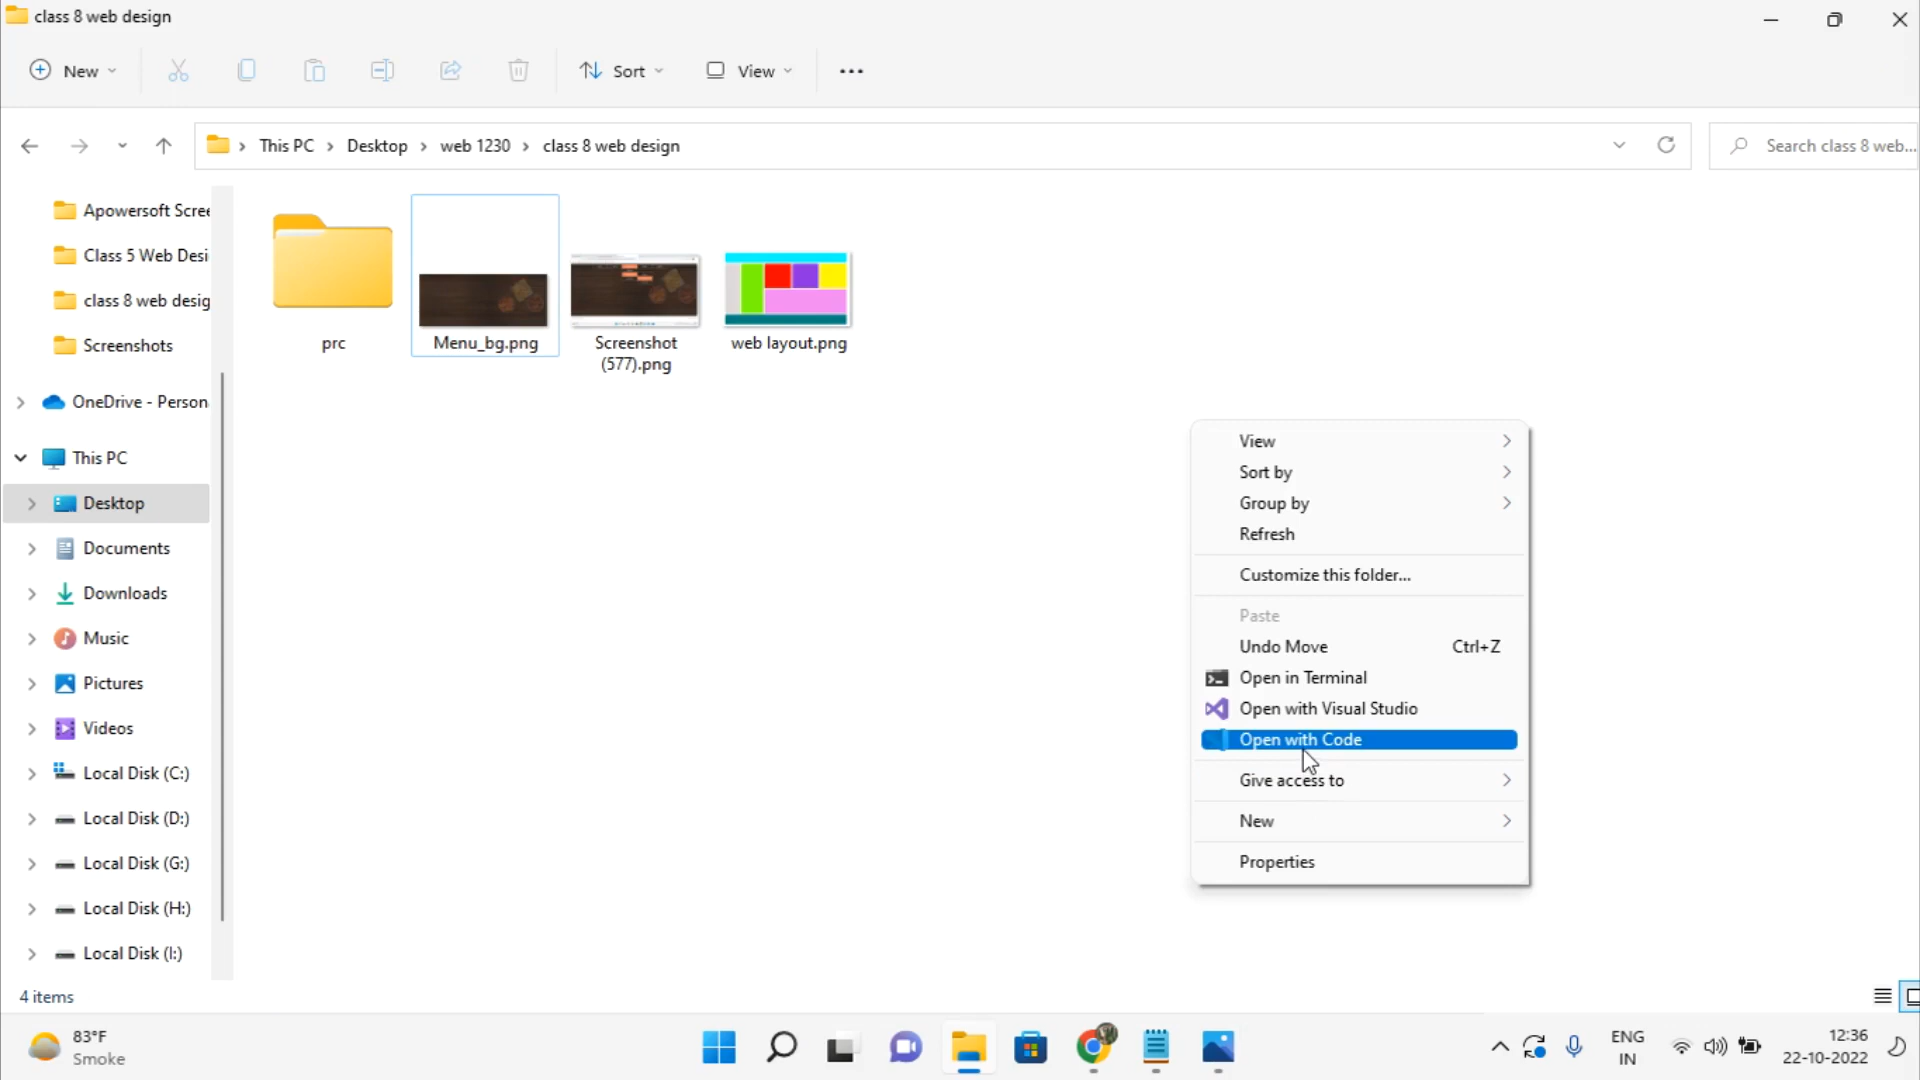 class 8 web design
New
Sort
View
This PC
Desktop
web 1230
class 8 web design
Search class 8 web...
Apowersoft Scree
Class 5 Web Desi
class 8 web desig
Screenshots
OneDrive - Person
This PC
Desktop
Documents
Downloads
Music
Pictures
Videos
Local Disk (C:)
Local Disk (D:)
Local Disk (G:)
Local Disk (H:)
Local Disk (I:)
prc
Menu_bg.png
Screenshot
(577).png
web layout.png
View
Sort by
Group by
Refresh
Customize this folder...
Paste
Undo Move Ctrl+Z
Open in Terminal
Open with Visual Studio
Open with Code
Give access to
New
Properties
4 items
83°F
Smoke
ENG
IN
12:36
22-10-2022